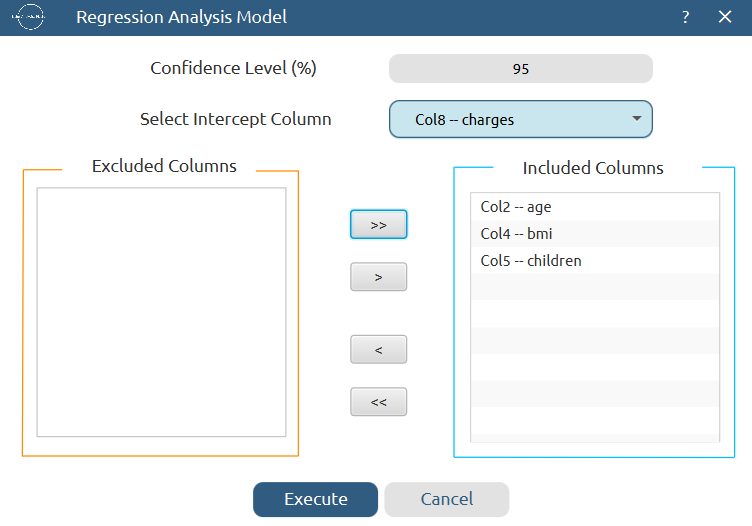 Regression Analysis Model
?
Confidence Level (%)
95
Select Intercept Column
Col8 -- charges
Excluded Columns
Included Columns
Col2 -- age
Col4 -- bmi
Col5 -- children
>>
>
<
<<
Execute
Cancel